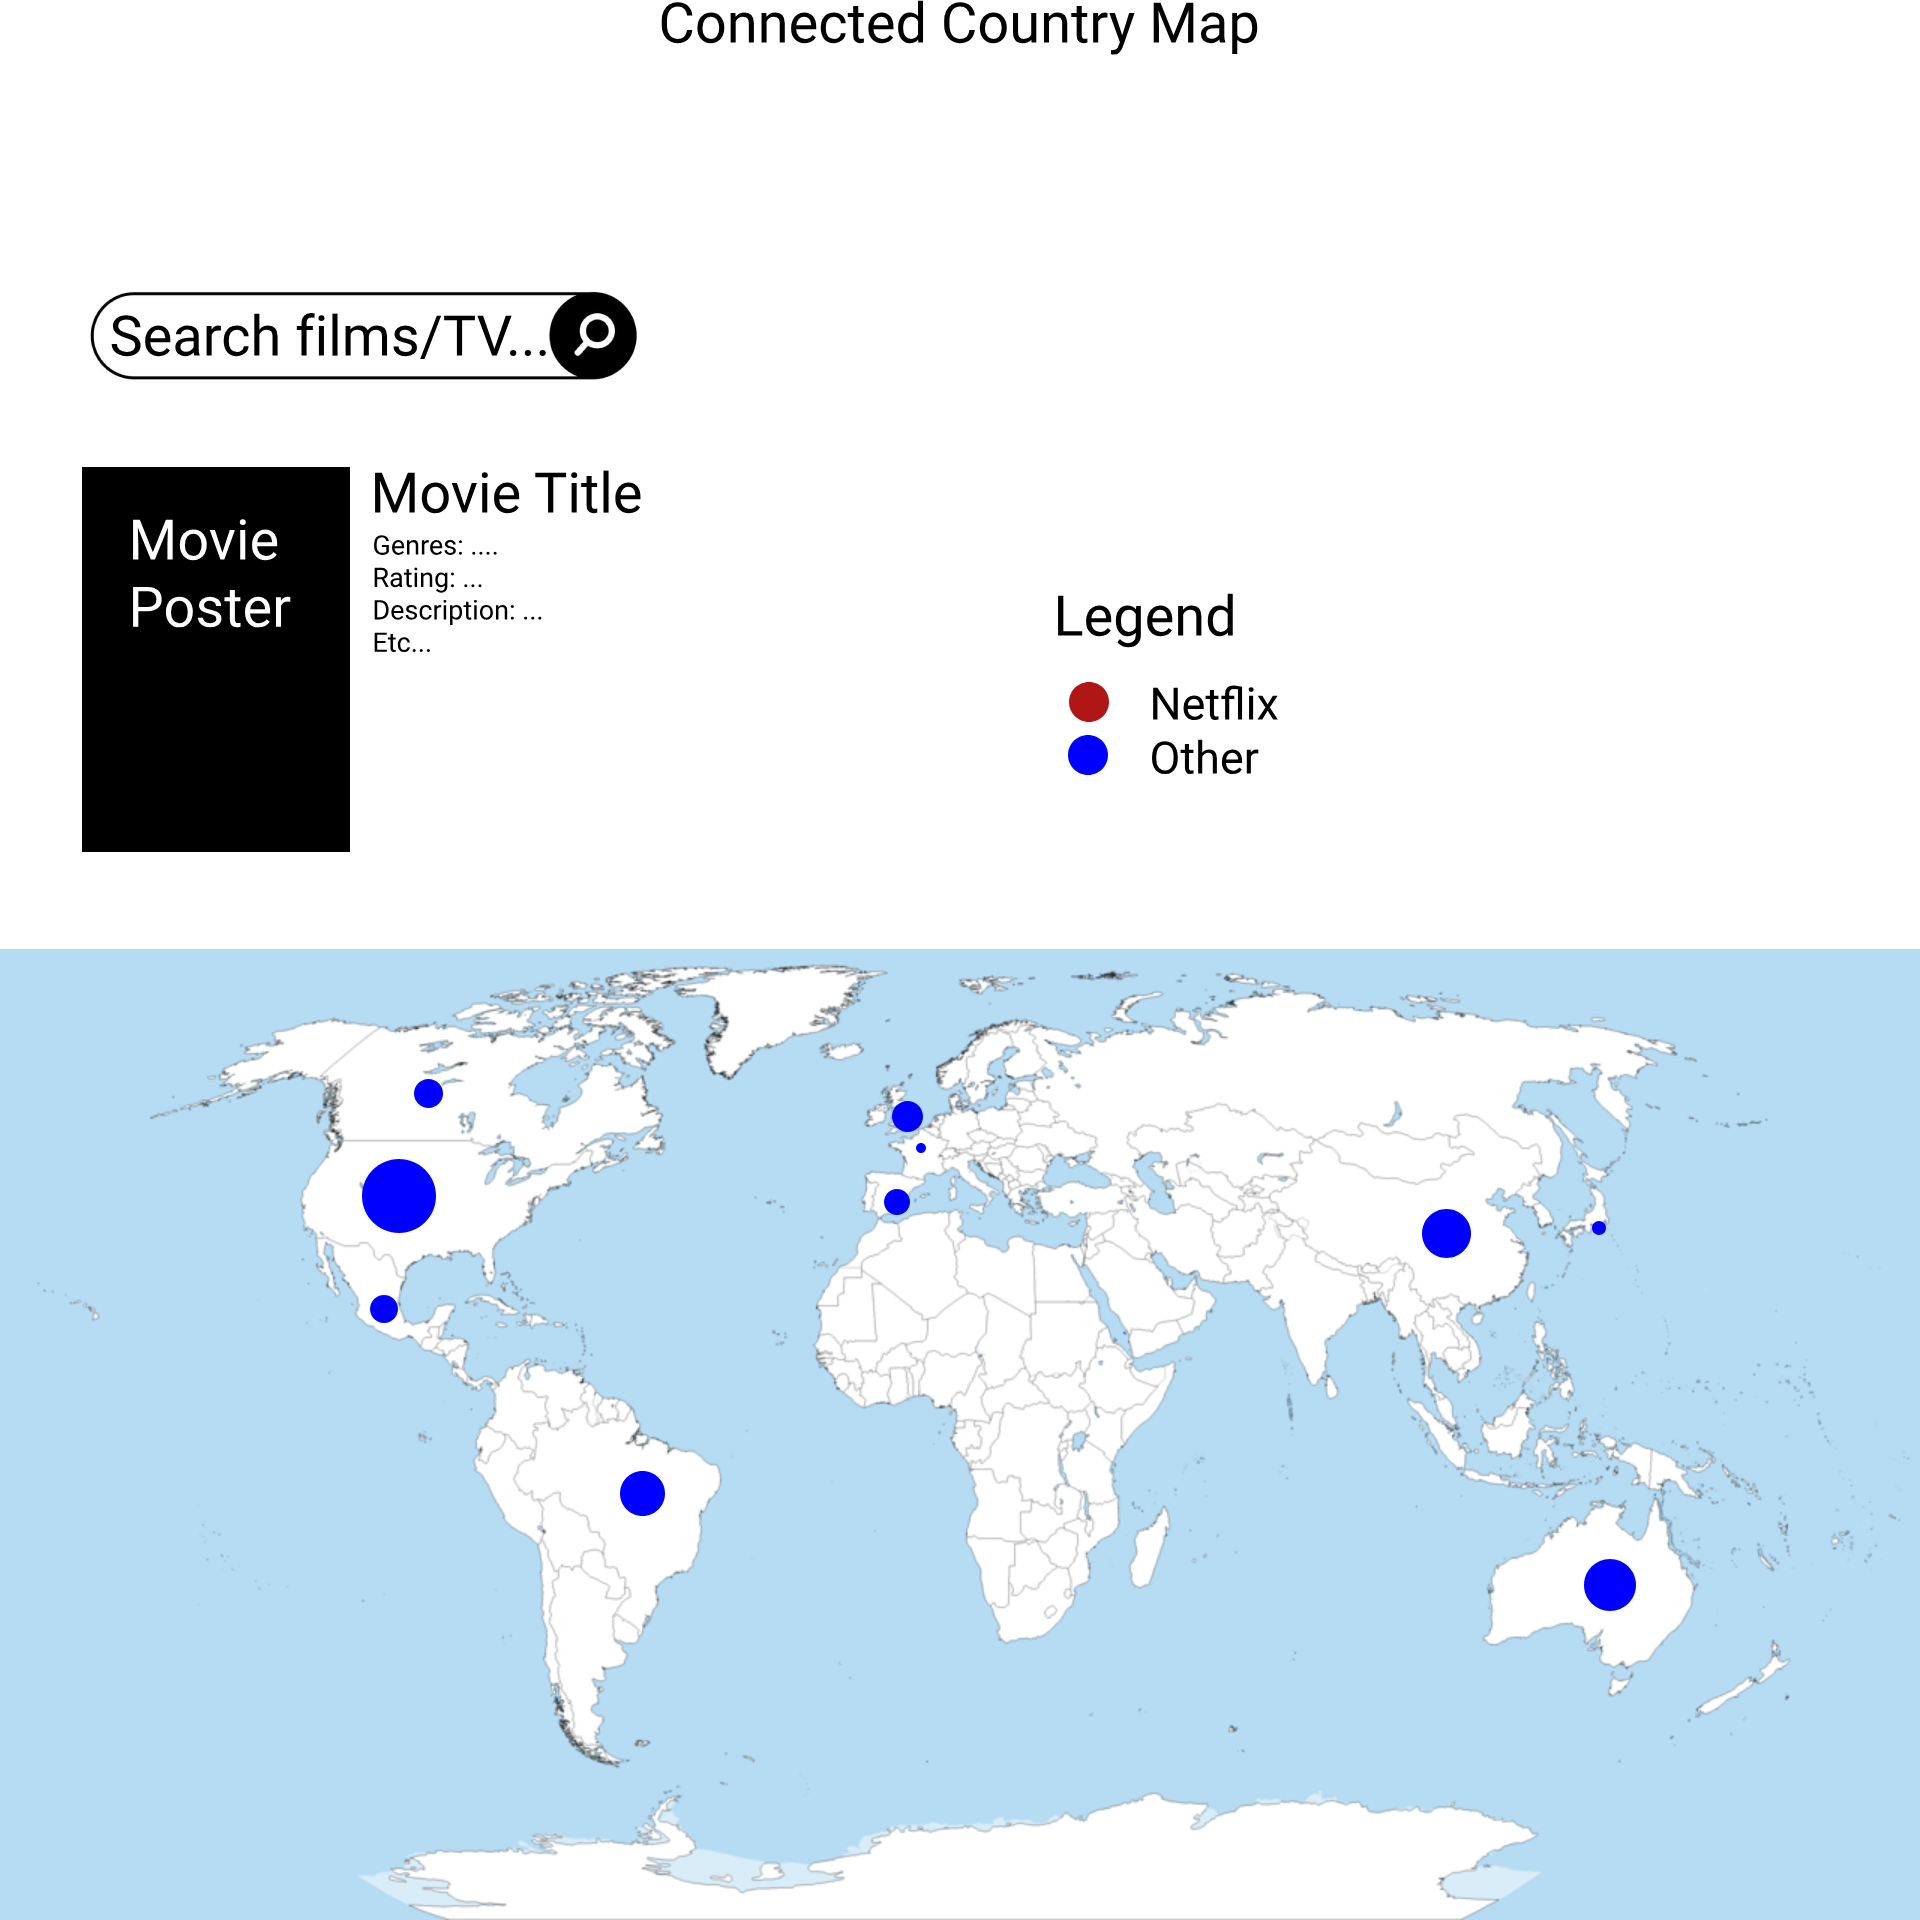 Connected Country Map
Search films/TV...
Movie
Poster
Movie Title
Genres: ....
Rating: ...
Description: ...
Etc...
Legend
Netflix
Other